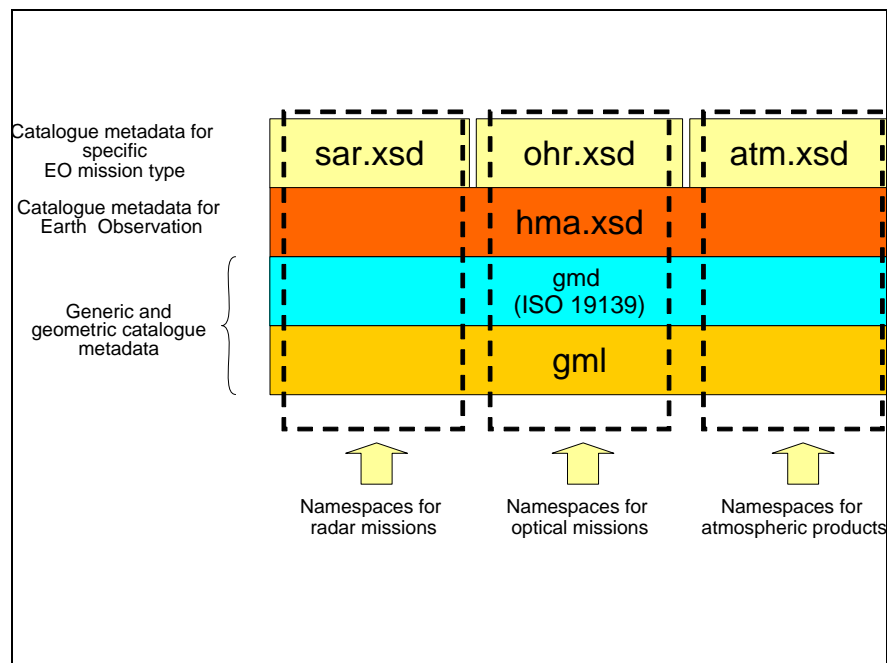 Catalogue metadata for
specific
EO mission type
sar.xsd
ohr.xsd
atm.xsd
Catalogue metadata for
Earth Observation
hma.xsd
Generic and
geometric catalogue
metadata
gmd
(ISO 19139)
gml
Namespaces for
radar missions
Namespaces for
optical missions
Namespaces for
atmospheric products